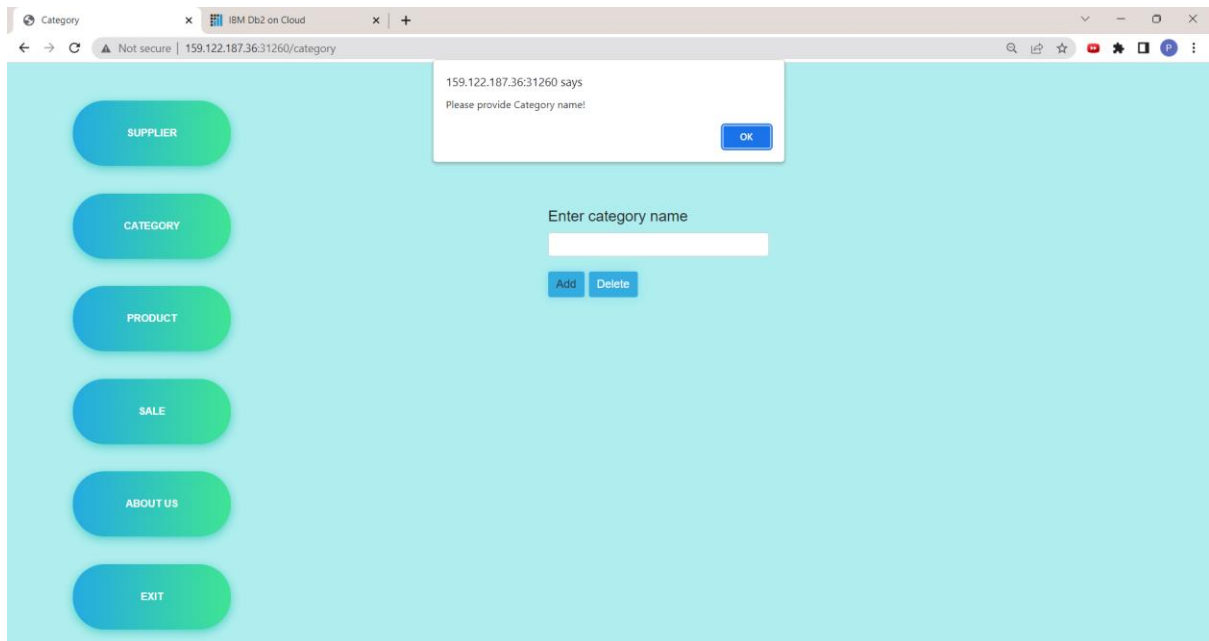 Category
IBM Db2 on Cloud
Not secure | 159.122.187.36:31260/category
P
159.122.187.36:31260 says
Please provide Category name!
OK
SUPPLIER
CATEGORY
PRODUCT
SALE
ABOUT US
EXIT
Enter category name
Add Delete